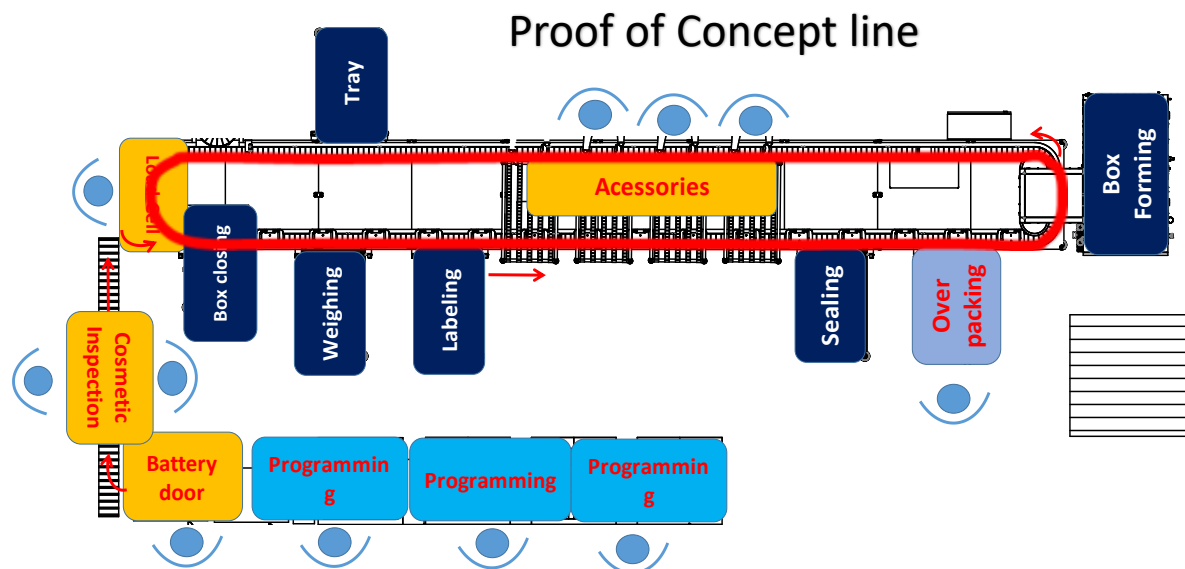 Proof of Concept line
Tray
Acessories
Box
Forming
Box closing
Weighing
Labeling
Sealing
Over
packing
Cosmetic
Inspection
Battery
door
Programmin
g
Programming
Programmin
g